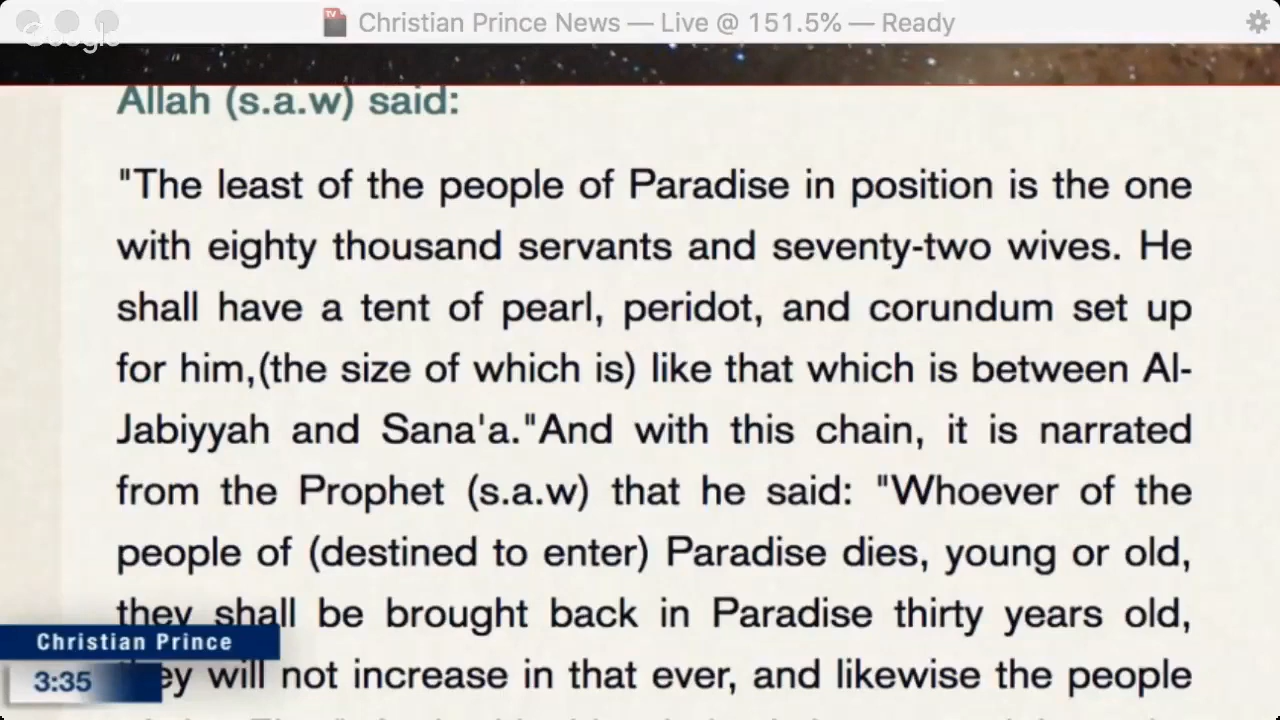 Christian Prince News — Live @ 151.5% — Ready
Google
Allah (s.a.w) said:
"The least of the people of Paradise in position is the one
with eighty thousand servants and seventy-two wives. He
shall have a tent of pearl, peridot, and corundum set up
for him,(the size of which is) like that which is between Al-
Jabiyyah and Sana'a."And with this chain, it is narrated
from the Prophet (s.a.w) that he said: "Whoever of the
people of (destined to enter) Paradise dies, young or old,
they shall be brought back in Paradise thirty years old,
Christian Prince
they will not increase in that ever, and likewise the people
3:35